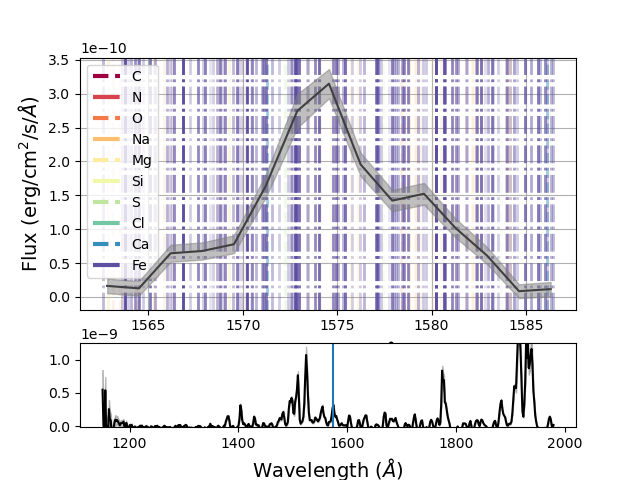 1e−10
3.5
3.0
2.5
2.0
1.5
1.0
0.5
0.0
Flux (erg/cm²/s/Å)
C
N
O
Na
Mg
Si
S
Cl
Ca
Fe
1565 1570 1575 1580 1585
1e−9
1.0
0.5
0.0
1200 1400 1600 1800 2000
Wavelength (Å)